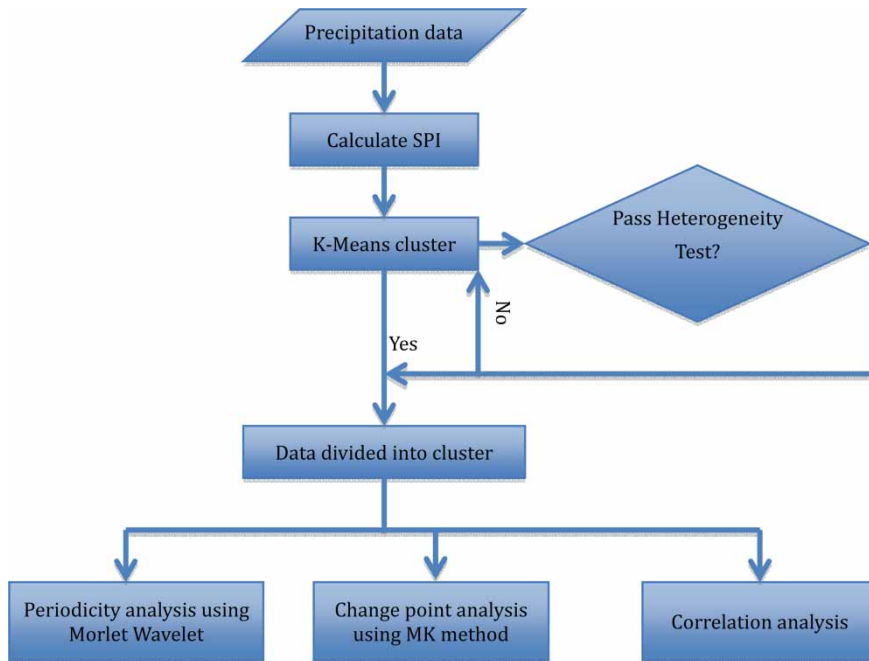 Precipitation data
Calculate SPI
K-Means cluster
Pass Heterogeneity
Test?
No
Yes
Data divided into cluster
Periodicity analysis using
Morlet Wavelet
Change point analysis
using MK method
Correlation analysis